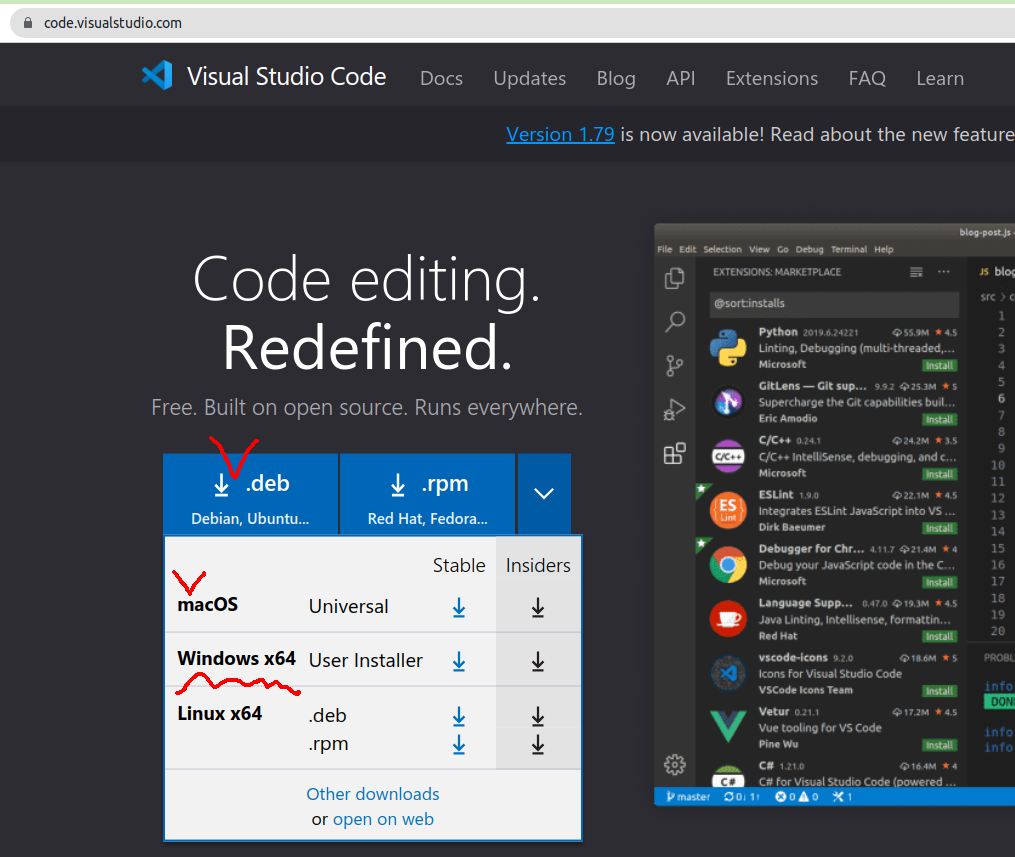 code.visualstudio.com
Visual Studio Code Docs Updates Blog API Extensions FAQ Learn
Version 1.79 is now available! Read about the new feature
Code editing.
Redefined.
Free. Built on open source. Runs everywhere.
.deb
Debian, Ubuntu...
.rpm
Red Hat, Fedora...
Stable Insiders
macOS Universal
Windows x64 User Installer
Linux x64 .deb
.rpm
Other downloads
or open on web
blog-post.js -
File Edit Selection View Go Debug Terminal Help
EXTENSIONS: MARKETPLACE ...
@sort:installs
Python 2019.6.24221 55.9M ★ 4.5
Linting, Debugging (multi-threaded,...
Microsoft Install
GitLens — Git sup... 9.9.2 25.3M ★ 5
Supercharge the Git capabilities buil...
Eric Amodio Install
C/C++
C/C++ 0.24.1 24.2M ★ 3.5
C/C++ IntelliSense, debugging, and c...
Microsoft Install
ES
Lint
ESLint 1.9.0 22.1M ★ 4.5
Integrates ESLint JavaScript into VS ...
Dirk Baeumer Install
Debugger for Chr... 4.11.7 21.4M ★ 4
Debug your JavaScript code in the C...
Microsoft Install
Language Supp... 0.47.0 19.3M ★ 4.5
Java Linting, Intellisense, formattin...
Red Hat Install
vscode-icons 9.2.0 18.6M ★ 5
Icons for Visual Studio Code
VSCode Icons Team Install
Vetur 0.21.1 17.2M ★ 4.5
Vue tooling for VS Code
Pine Wu Install
C#
C# 1.21.0 16.4M ★ 4
C# for Visual Studio Code (powered ...
JS blog
src > c
1
2
3
4
5
6
7
8
9
10
11
12
13
14
15
16
17
18
19
20
PROBL
info
DON
info
info
master 0↓ 1↑ 0 0 1